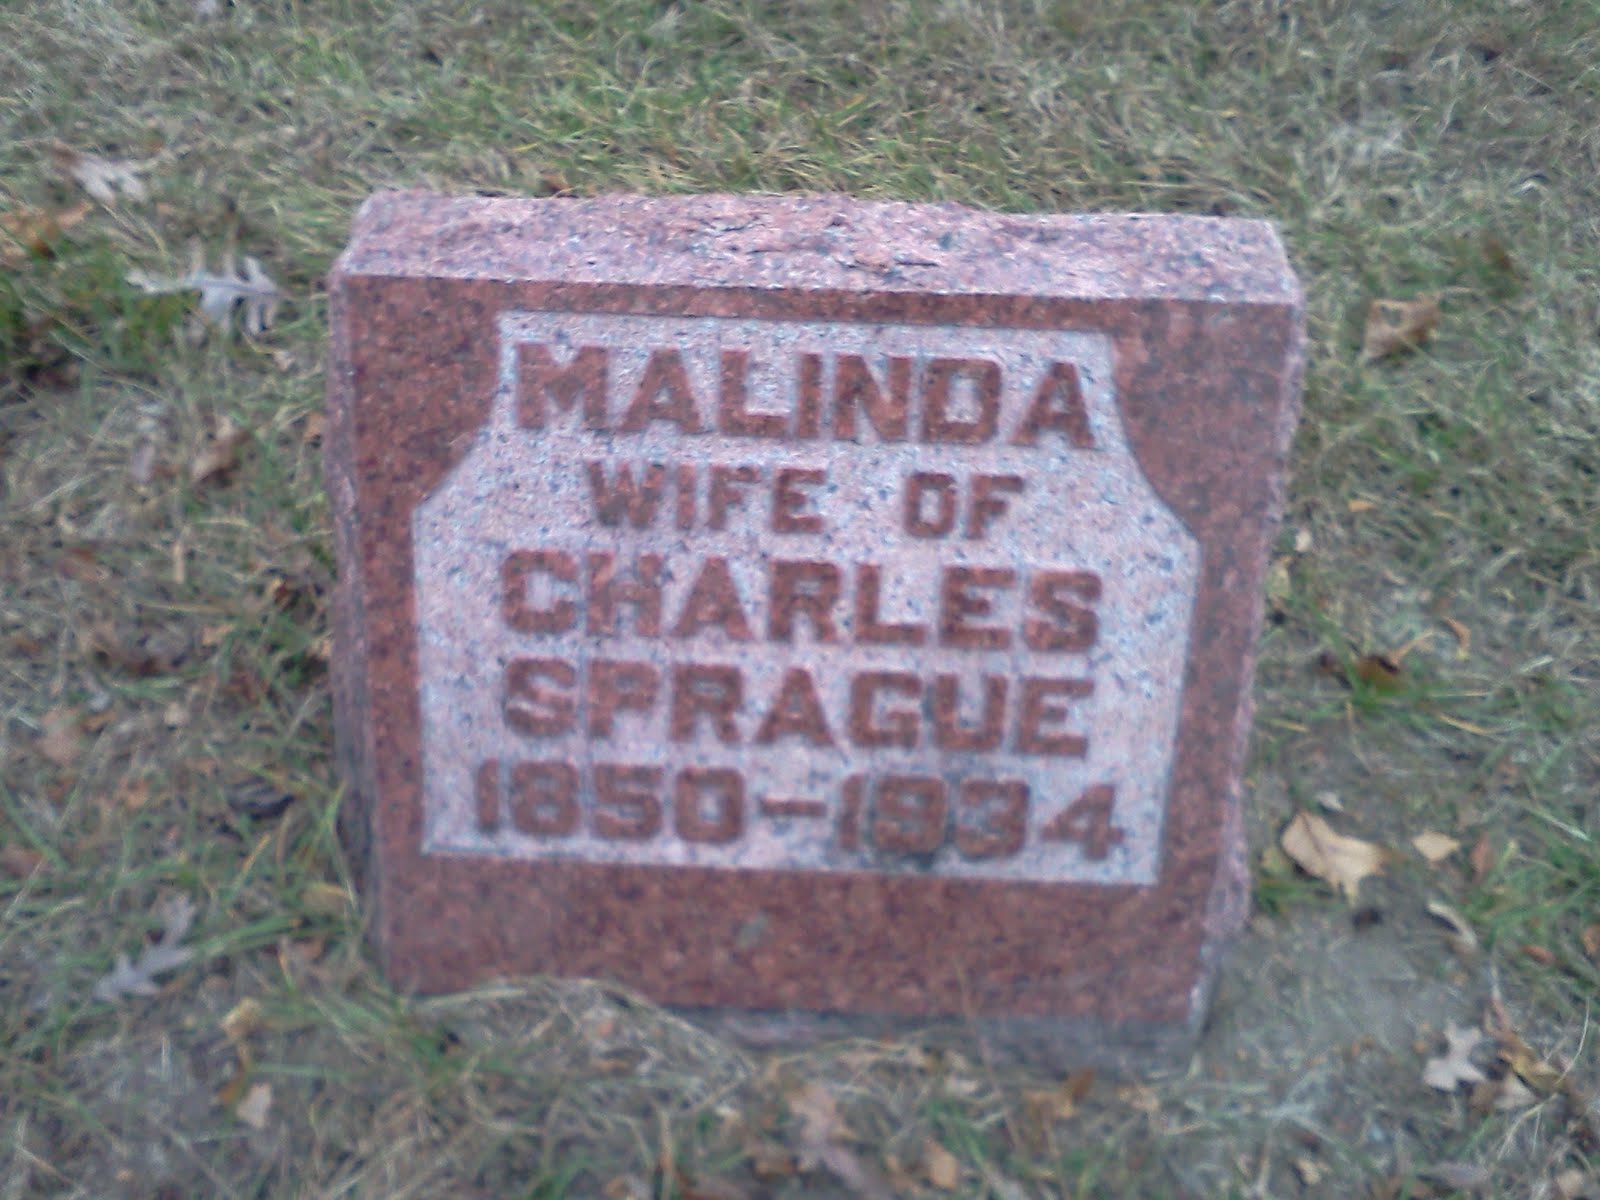 MALINDA
WIFE OF
CHARLES
SPRAGUE
1850-1934